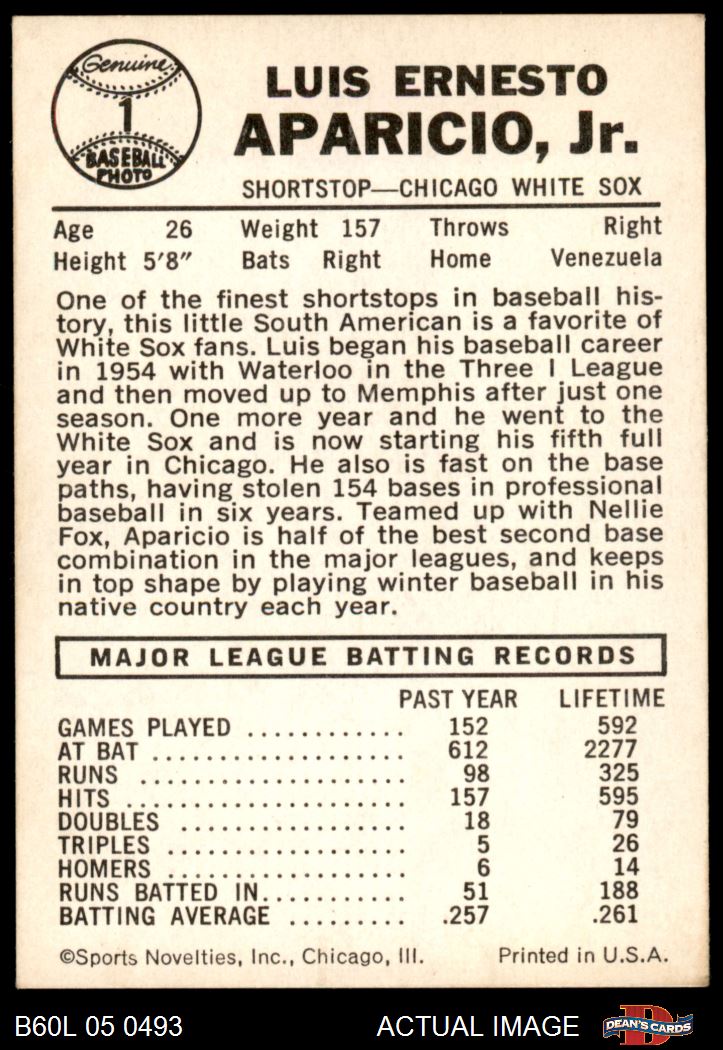 Genuine
1
BASEBALL
PHOTO
LUIS ERNESTO
APARICIO, Jr.
SHORTSTOP—CHICAGO WHITE SOX
Age 26 Weight 157 Throws Right
Height 5'8" Bats Right Home Venezuela
One of the finest shortstops in baseball his-
tory, this little South American is a favorite of
White Sox fans. Luis began his baseball career
in 1954 with Waterloo in the Three I League
and then moved up to Memphis after just one
season. One more year and he went to the
White Sox and is now starting his fifth full
year in Chicago. He also is fast on the base
paths, having stolen 154 bases in professional
baseball in six years. Teamed up with Nellie
Fox, Aparicio is half of the best second base
combination in the major leagues, and keeps
in top shape by playing winter baseball in his
native country each year.
MAJOR LEAGUE BATTING RECORDS
PAST YEAR LIFETIME
GAMES PLAYED ............ 152 592
AT BAT .................... 612 2277
RUNS ..................... 98 325
HITS ...................... 157 595
DOUBLES ................. 18 79
TRIPLES .................. 5 26
HOMERS .................. 6 14
RUNS BATTED IN........... 51 188
BATTING AVERAGE ......... .257 .261
©Sports Novelties, Inc., Chicago, Ill. Printed in U.S.A.
B60L 05 0493 ACTUAL IMAGE D DEAN'S CARDS